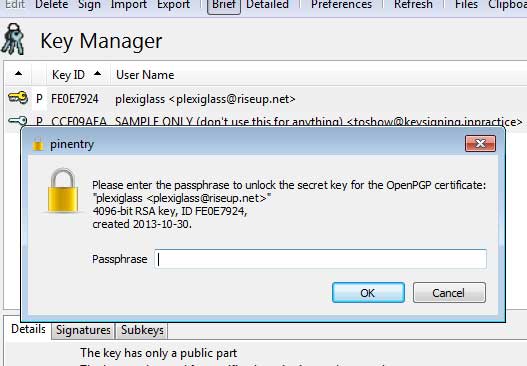 Edit Delete Sign Import Export Brief Detailed Preferences Refresh Files
Key Manager
Key ID User Name
P FE0E7924 plexiglass <plexiglass@riseup.net>
P CCF09AEA SAMPLE ONLY (don't use this for anything) <toshow@keysigning.inpractice>
pinentry
Please enter the passphrase to unlock the secret key for the OpenPGP certificate:
"plexiglass <plexiglass@riseup.net>"
4096-bit RSA key, ID FE0E7924,
created 2013-10-30.
Passphrase
OK Cancel
Details Signatures Subkeys
The key has only a public part